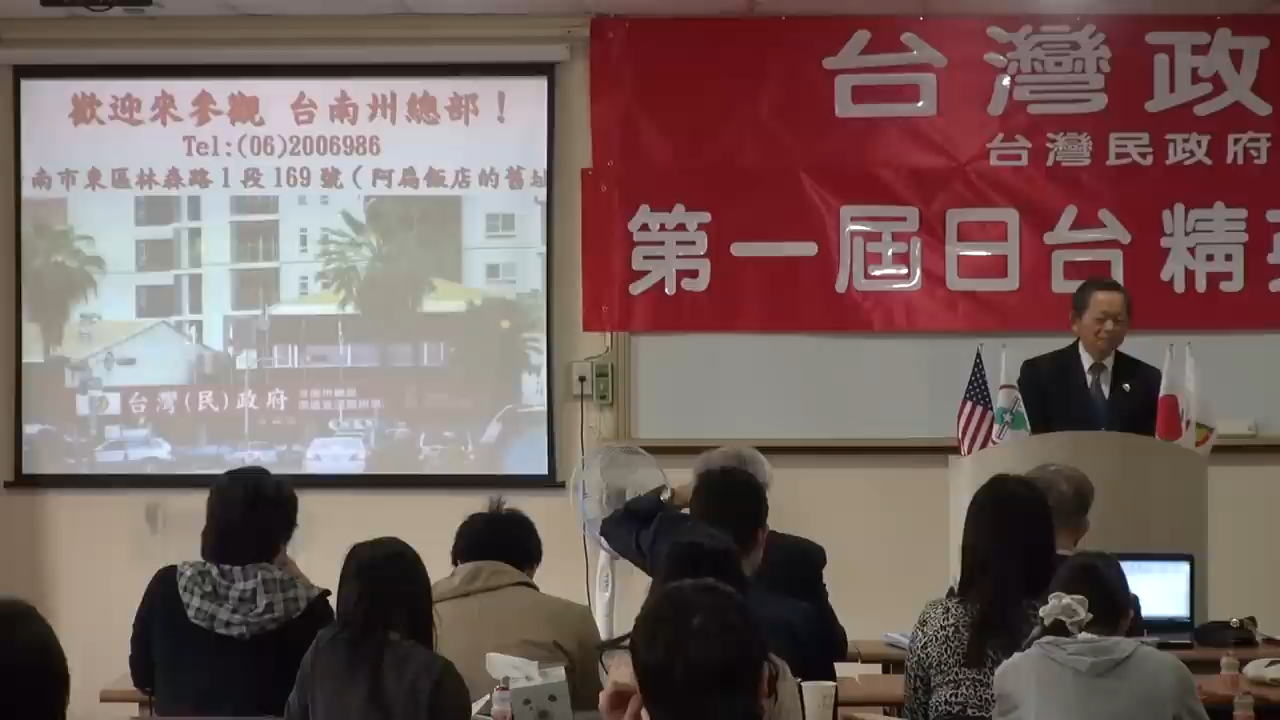 歡迎來參觀 台南州總部！
Tel:(06)2006986
南市東區林森路1段169號(阿扁飯店的舊址
台灣(民)政府
台灣政
台灣民政府
第一屆日台精英